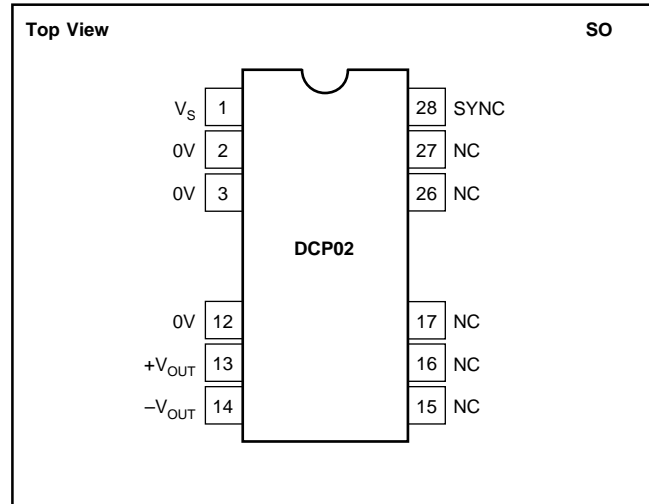 Top View SO
V_S 1 28 SYNC
0V 2 27 NC
0V 3 26 NC
DCP02
0V 12 17 NC
+V_OUT 13 16 NC
–V_OUT 14 15 NC